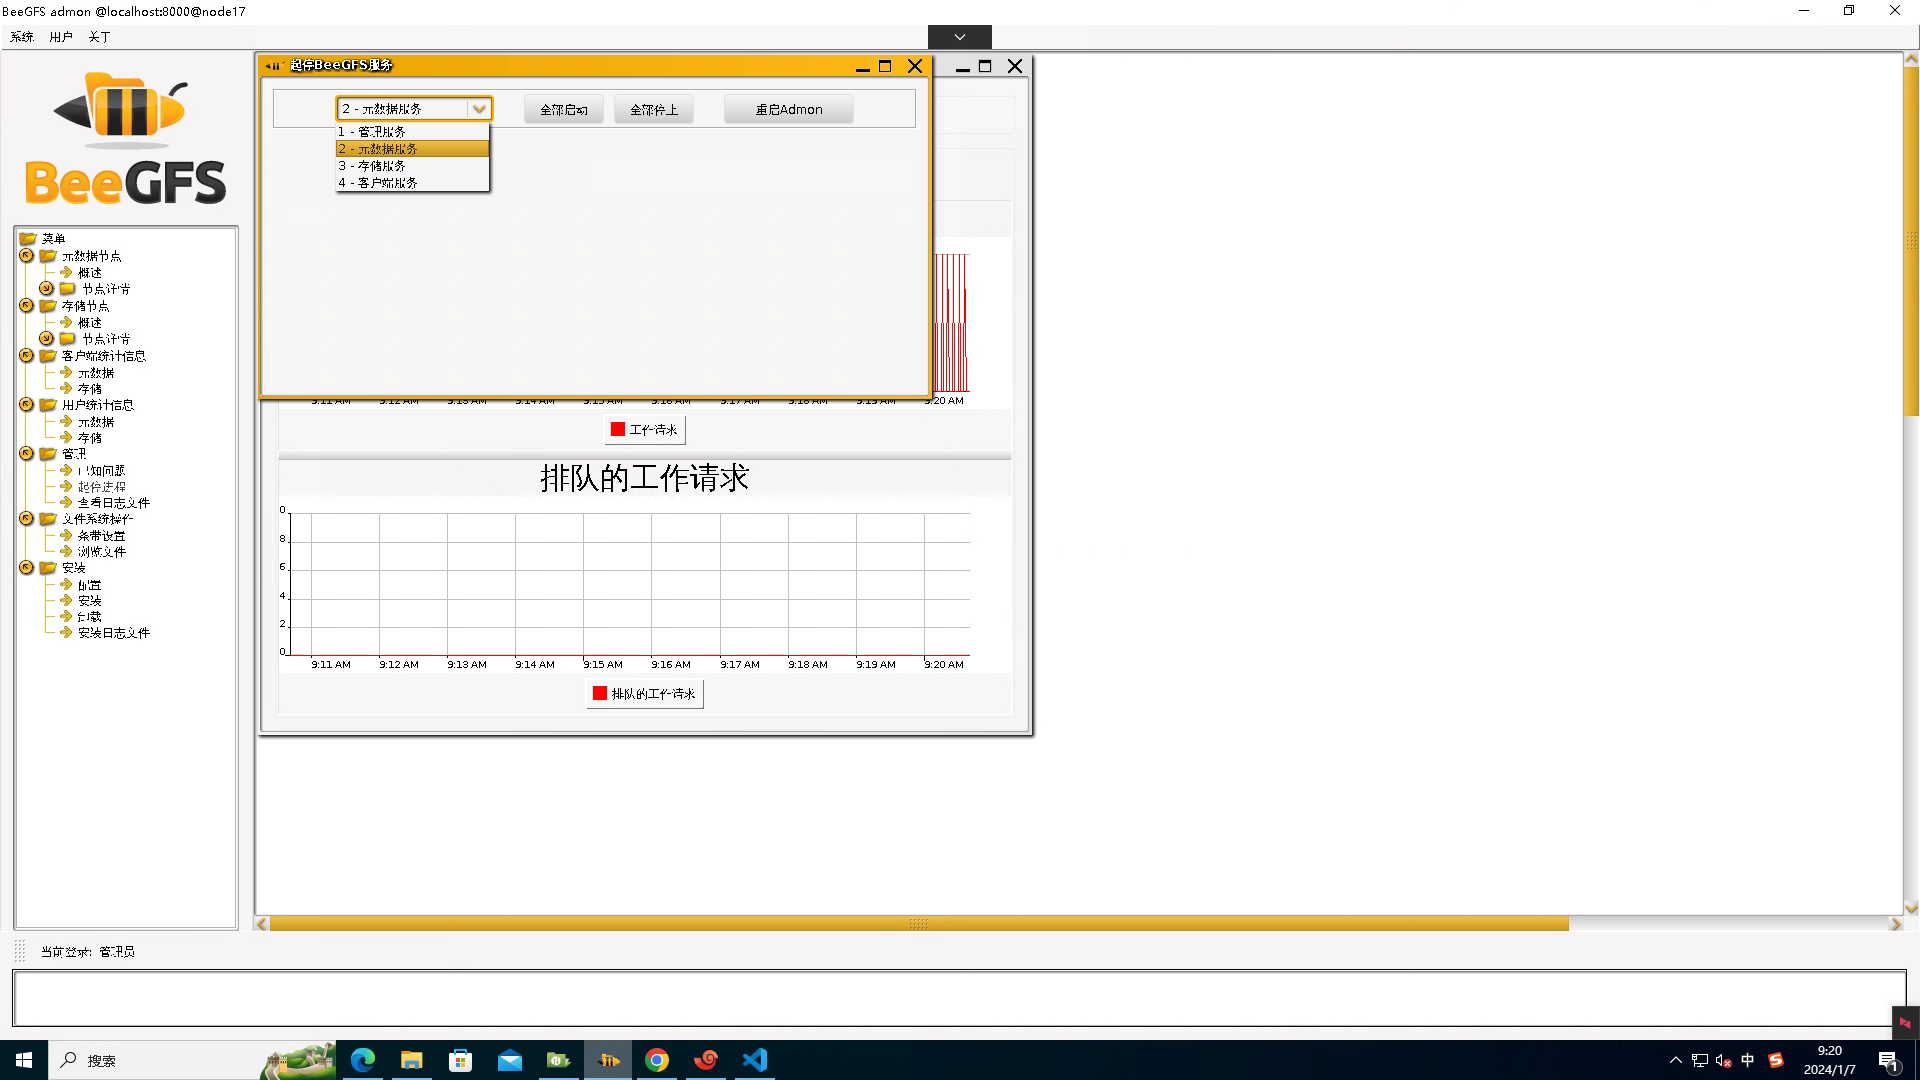 BeeGFS admon @localhost:8000@node17
系统 用户 关于
BeeGFS
菜单
元数据节点
概述
节点详情
存储节点
概述
节点详情
客户端统计信息
元数据
存储
用户统计信息
元数据
存储
管理
已知问题
起停进程
查看日志文件
文件系统操作
条带设置
浏览文件
安装
配置
安装
卸载
安装日志文件
起停BeeGFS服务
2 - 元数据服务 全部启动 全部停止 重启Admon
1 - 管理服务
2 - 元数据服务
3 - 存储服务
4 - 客户端服务
9:11 AM 9:12 AM 9:13 AM 9:14 AM 9:15 AM 9:16 AM 9:17 AM 9:18 AM 9:19 AM 9:20 AM
工作请求
排队的工作请求
0
8
6
4
2
0
9:11 AM 9:12 AM 9:13 AM 9:14 AM 9:15 AM 9:16 AM 9:17 AM 9:18 AM 9:19 AM 9:20 AM
排队的工作请求
当前登录: 管理员
搜索
中
9:20
2024/1/7
1